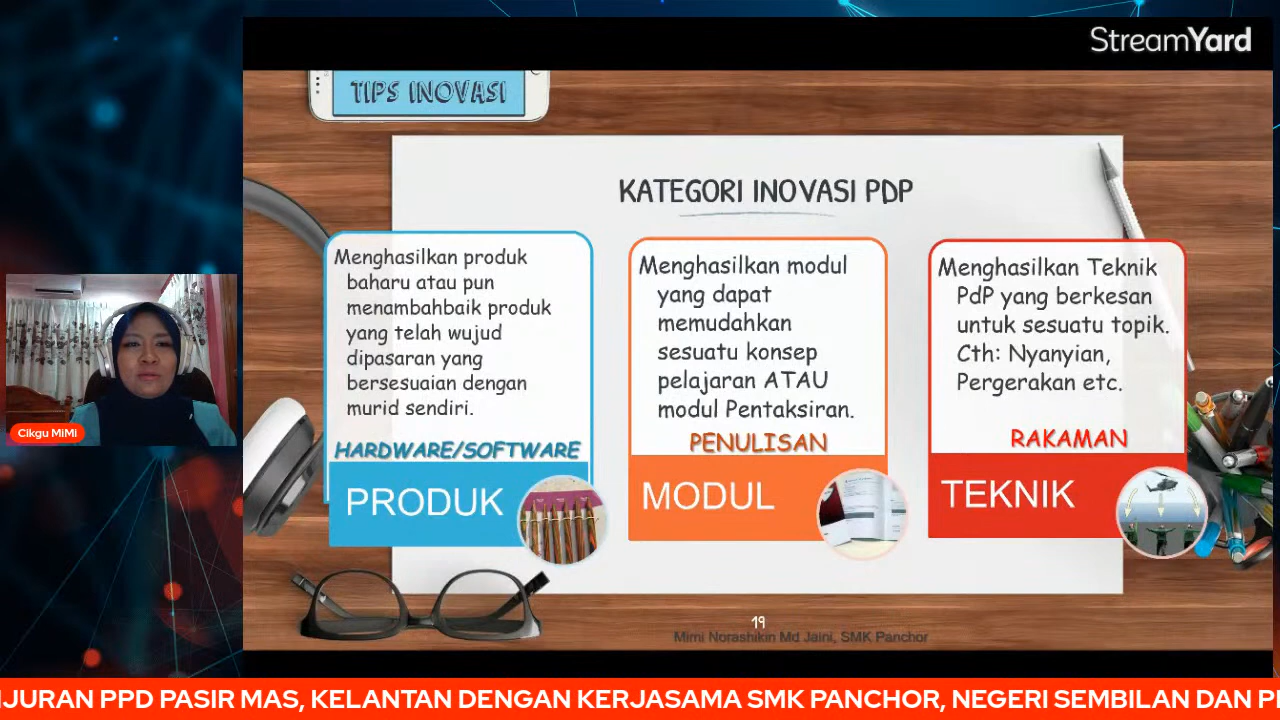 StreamYard
TIPS INOVASI
KATEGORI INOVASI PDP
Menghasilkan produk
baharu atau pun
menambahbaik produk
yang telah wujud
dipasaran yang
bersesuaian dengan
murid sendiri.
HARDWARE/SOFTWARE
PRODUK
Menghasilkan modul
yang dapat
memudahkan
sesuatu konsep
pelajaran ATAU
modul Pentaksiran.
PENULISAN
MODUL
Menghasilkan Teknik
PdP yang berkesan
untuk sesuatu topik.
Cth: Nyanyian,
Pergerakan etc.
RAKAMAN
TEKNIK
Cikgu MiMi
19
Mimi Norashikin Md Jaini, SMK Panchor
JURAN PPD PASIR MAS, KELANTAN DENGAN KERJASAMA SMK PANCHOR, NEGERI SEMBILAN DAN